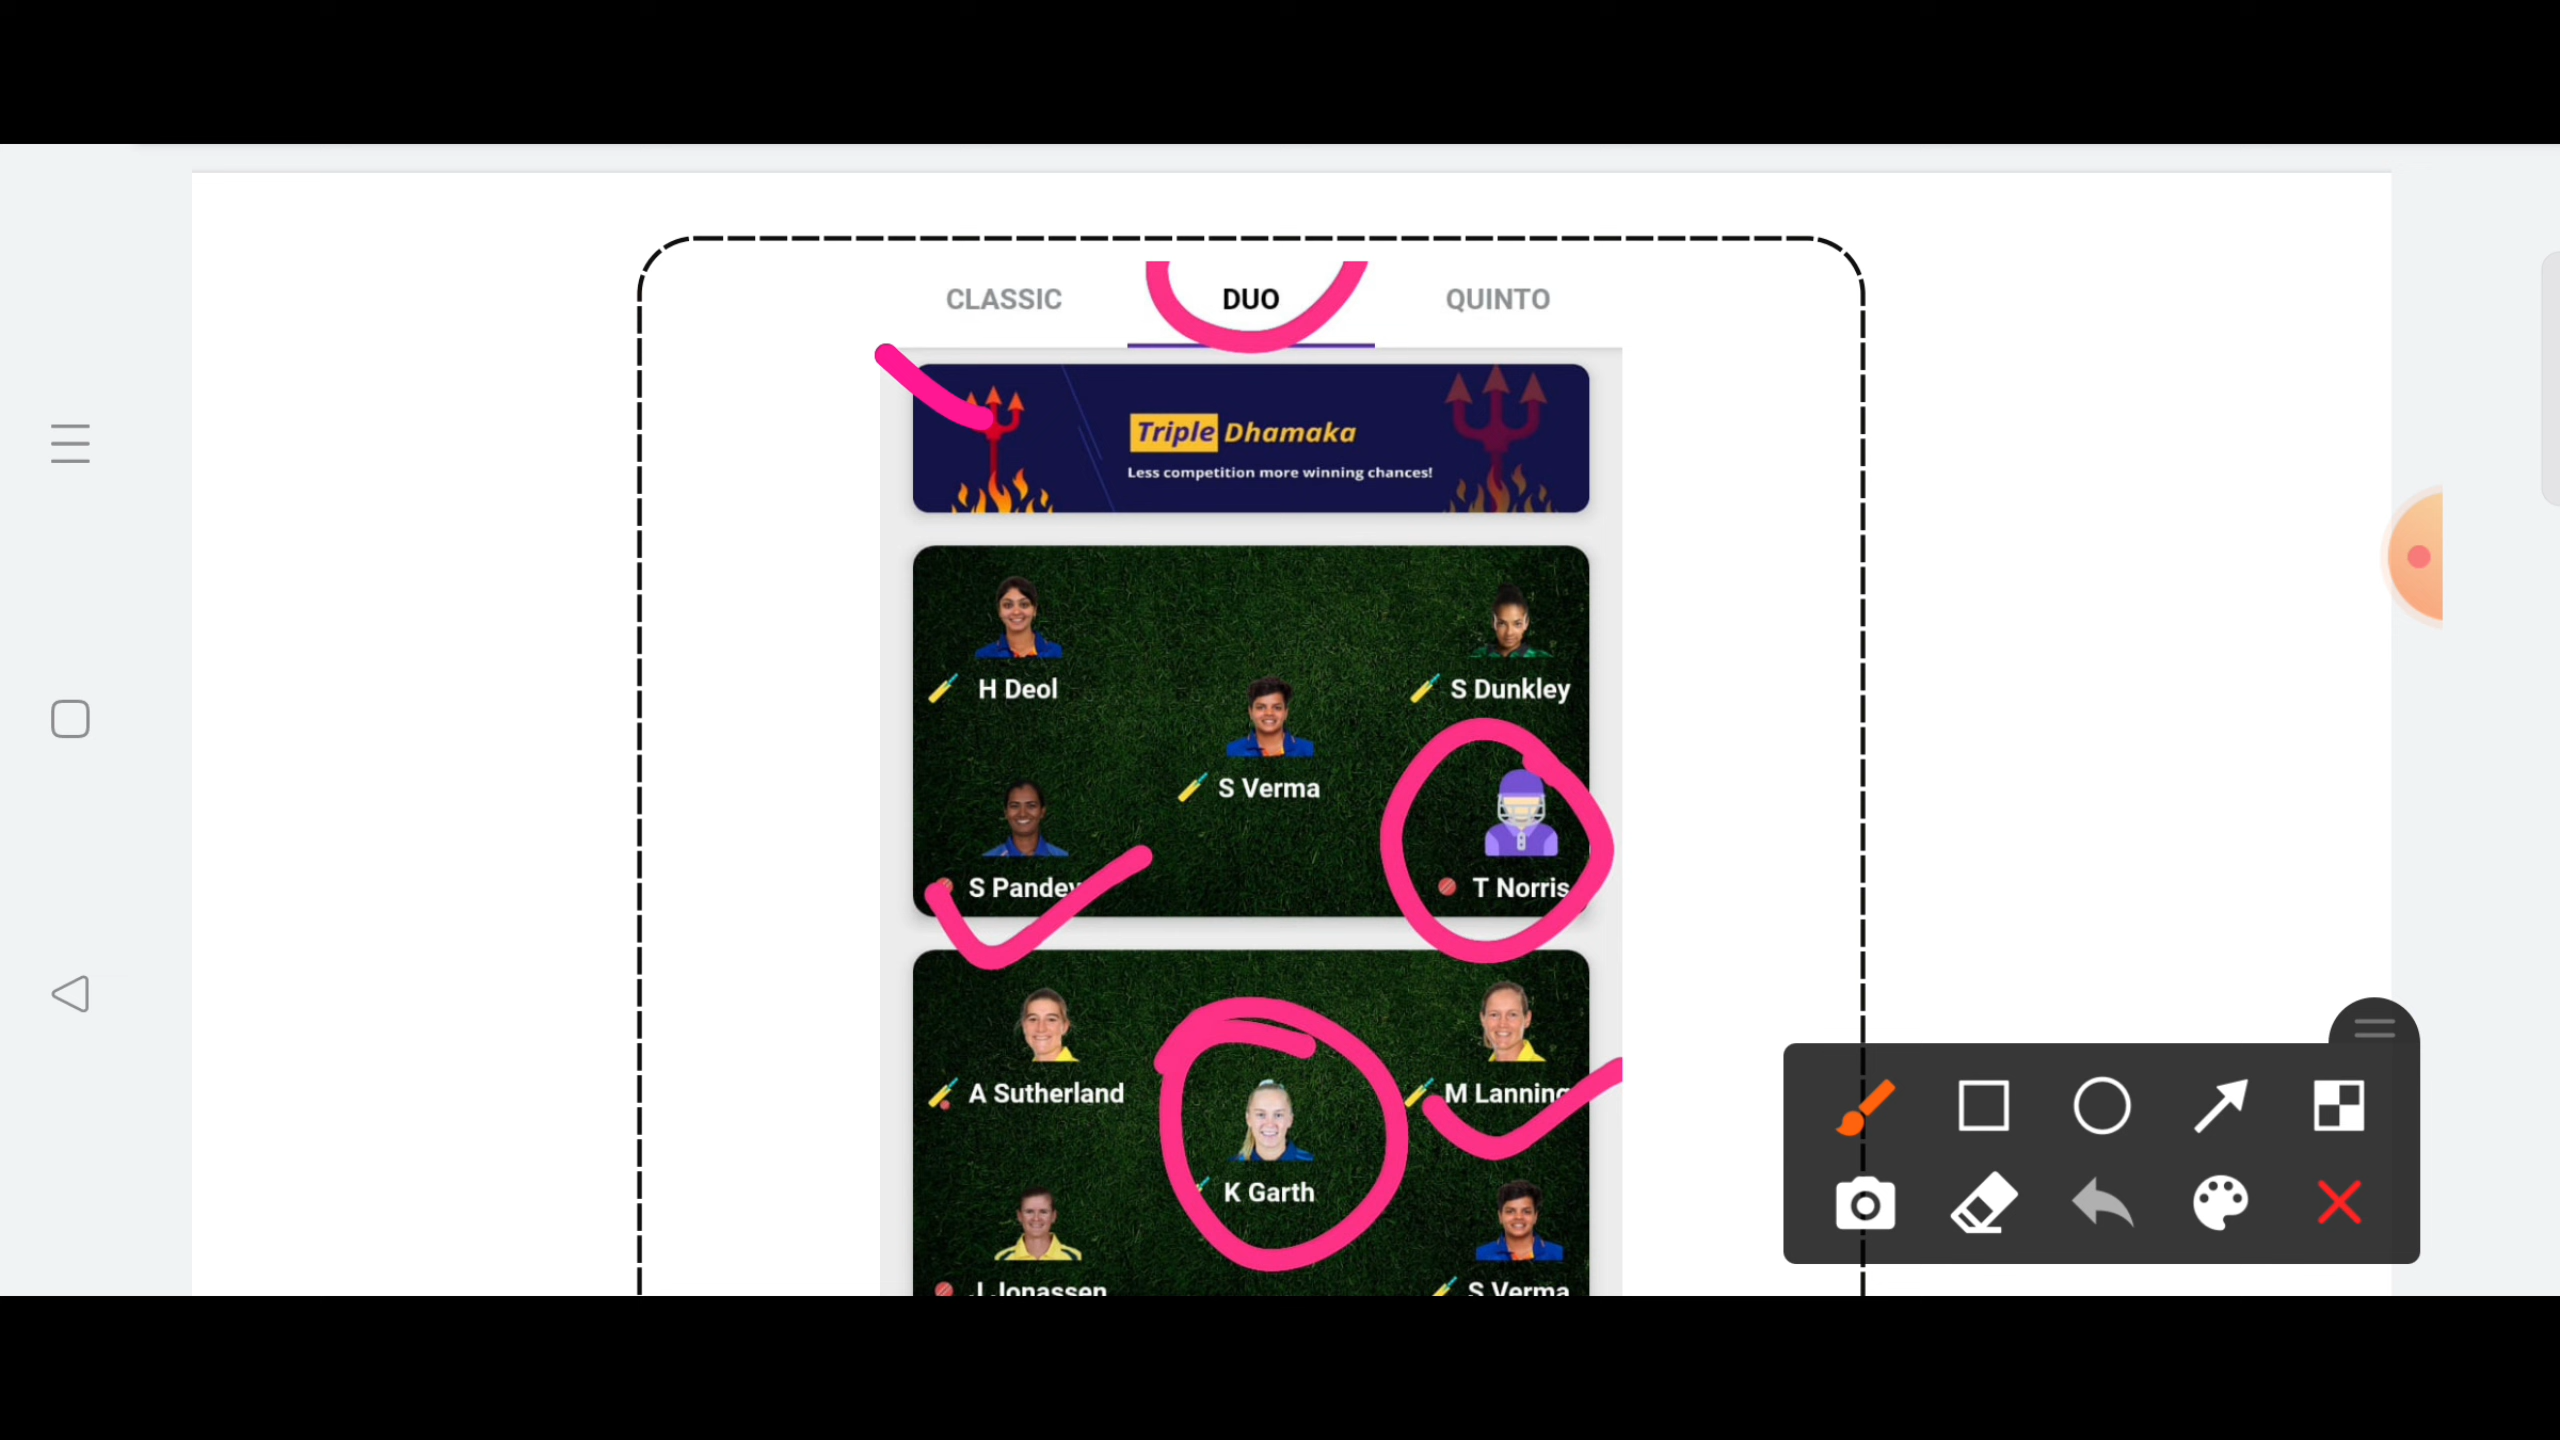 CLASSIC DUO QUINTO
Triple Dhamaka
Less competition more winning chances!
H Deol
S Dunkley
S Verma
S Pandey
T Norris
A Sutherland
M Lanning
K Garth
J Jonassen
S Verma